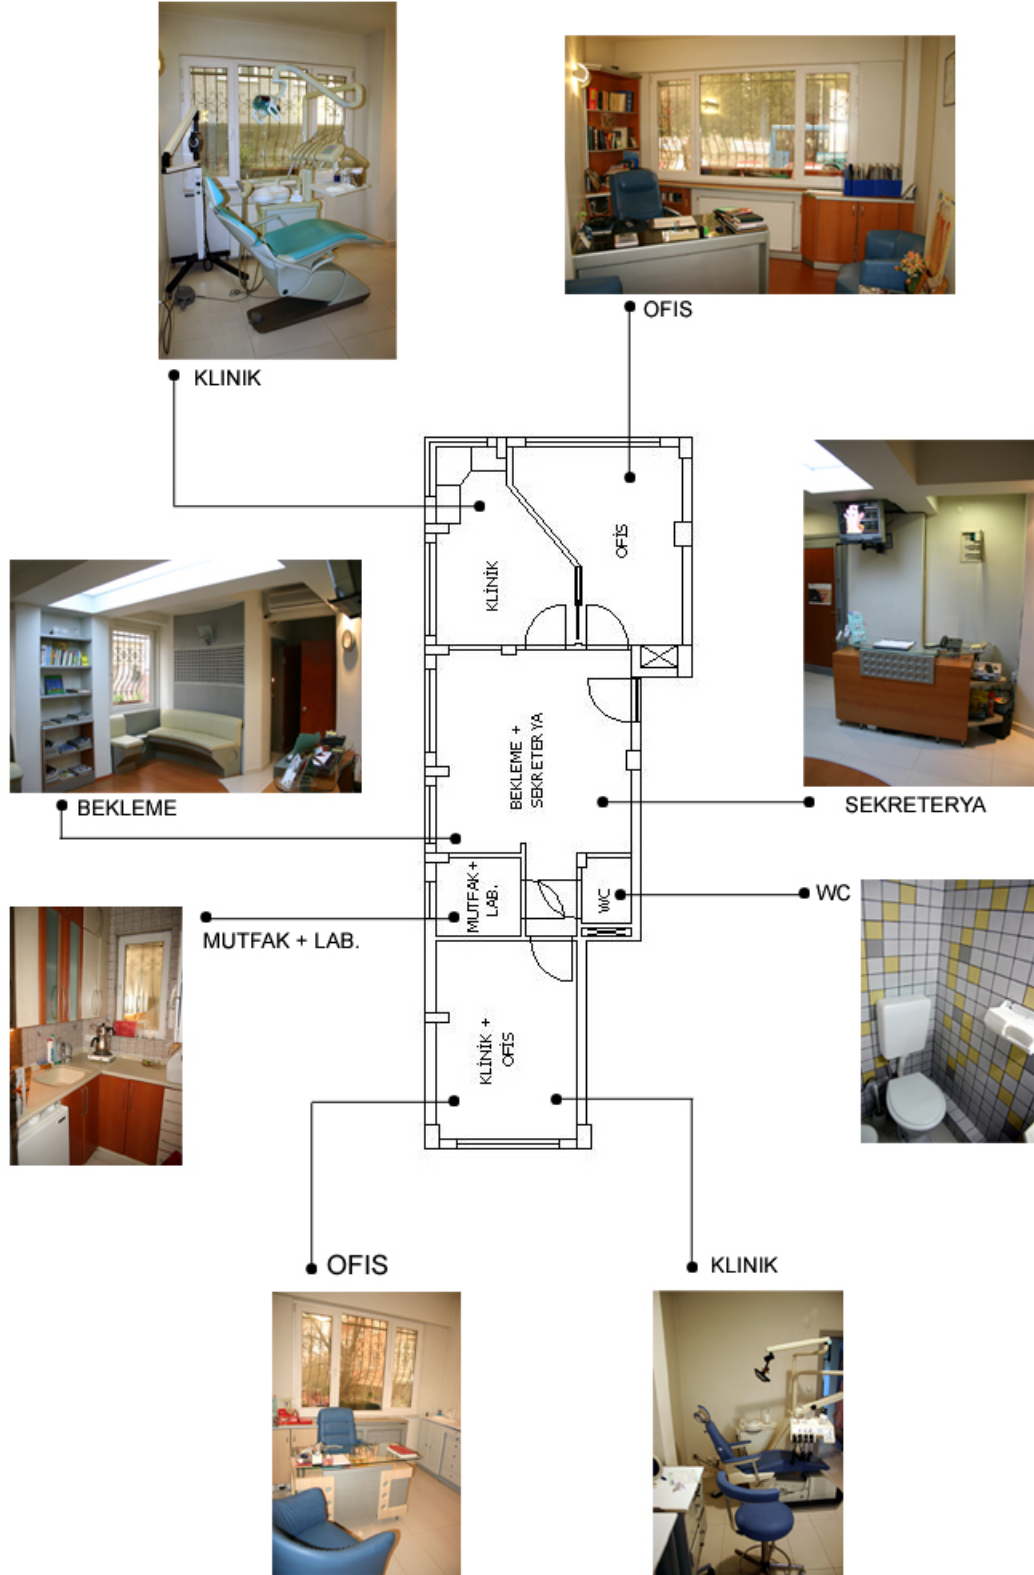 OFIS
KLINIK
OFİS
KLİNİK
BEKLEME +
SEKRETERYA
BEKLEME
SEKRETERYA
MUTFAK +
LAB.
WC
WC
MUTFAK + LAB.
KLİNİK +
OFİS
OFIS
KLINIK